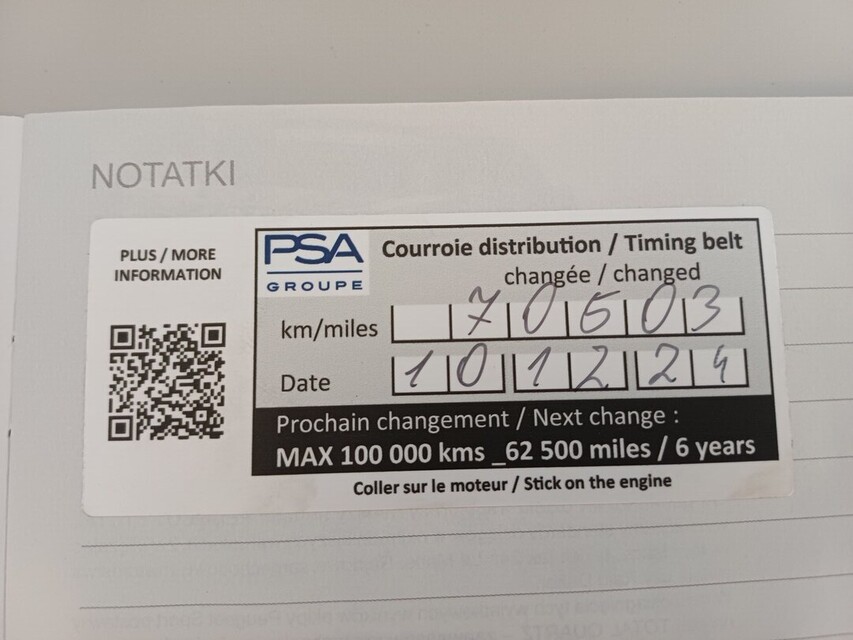 NOTATKI
PLUS / MORE
INFORMATION
PSA
GROUPE
Courroie distribution / Timing belt
changée / changed
km/miles 70503
Date 10 12 24
Prochain changement / Next change :
MAX 100 000 kms _62 500 miles / 6 years
Coller sur le moteur / Stick on the engine